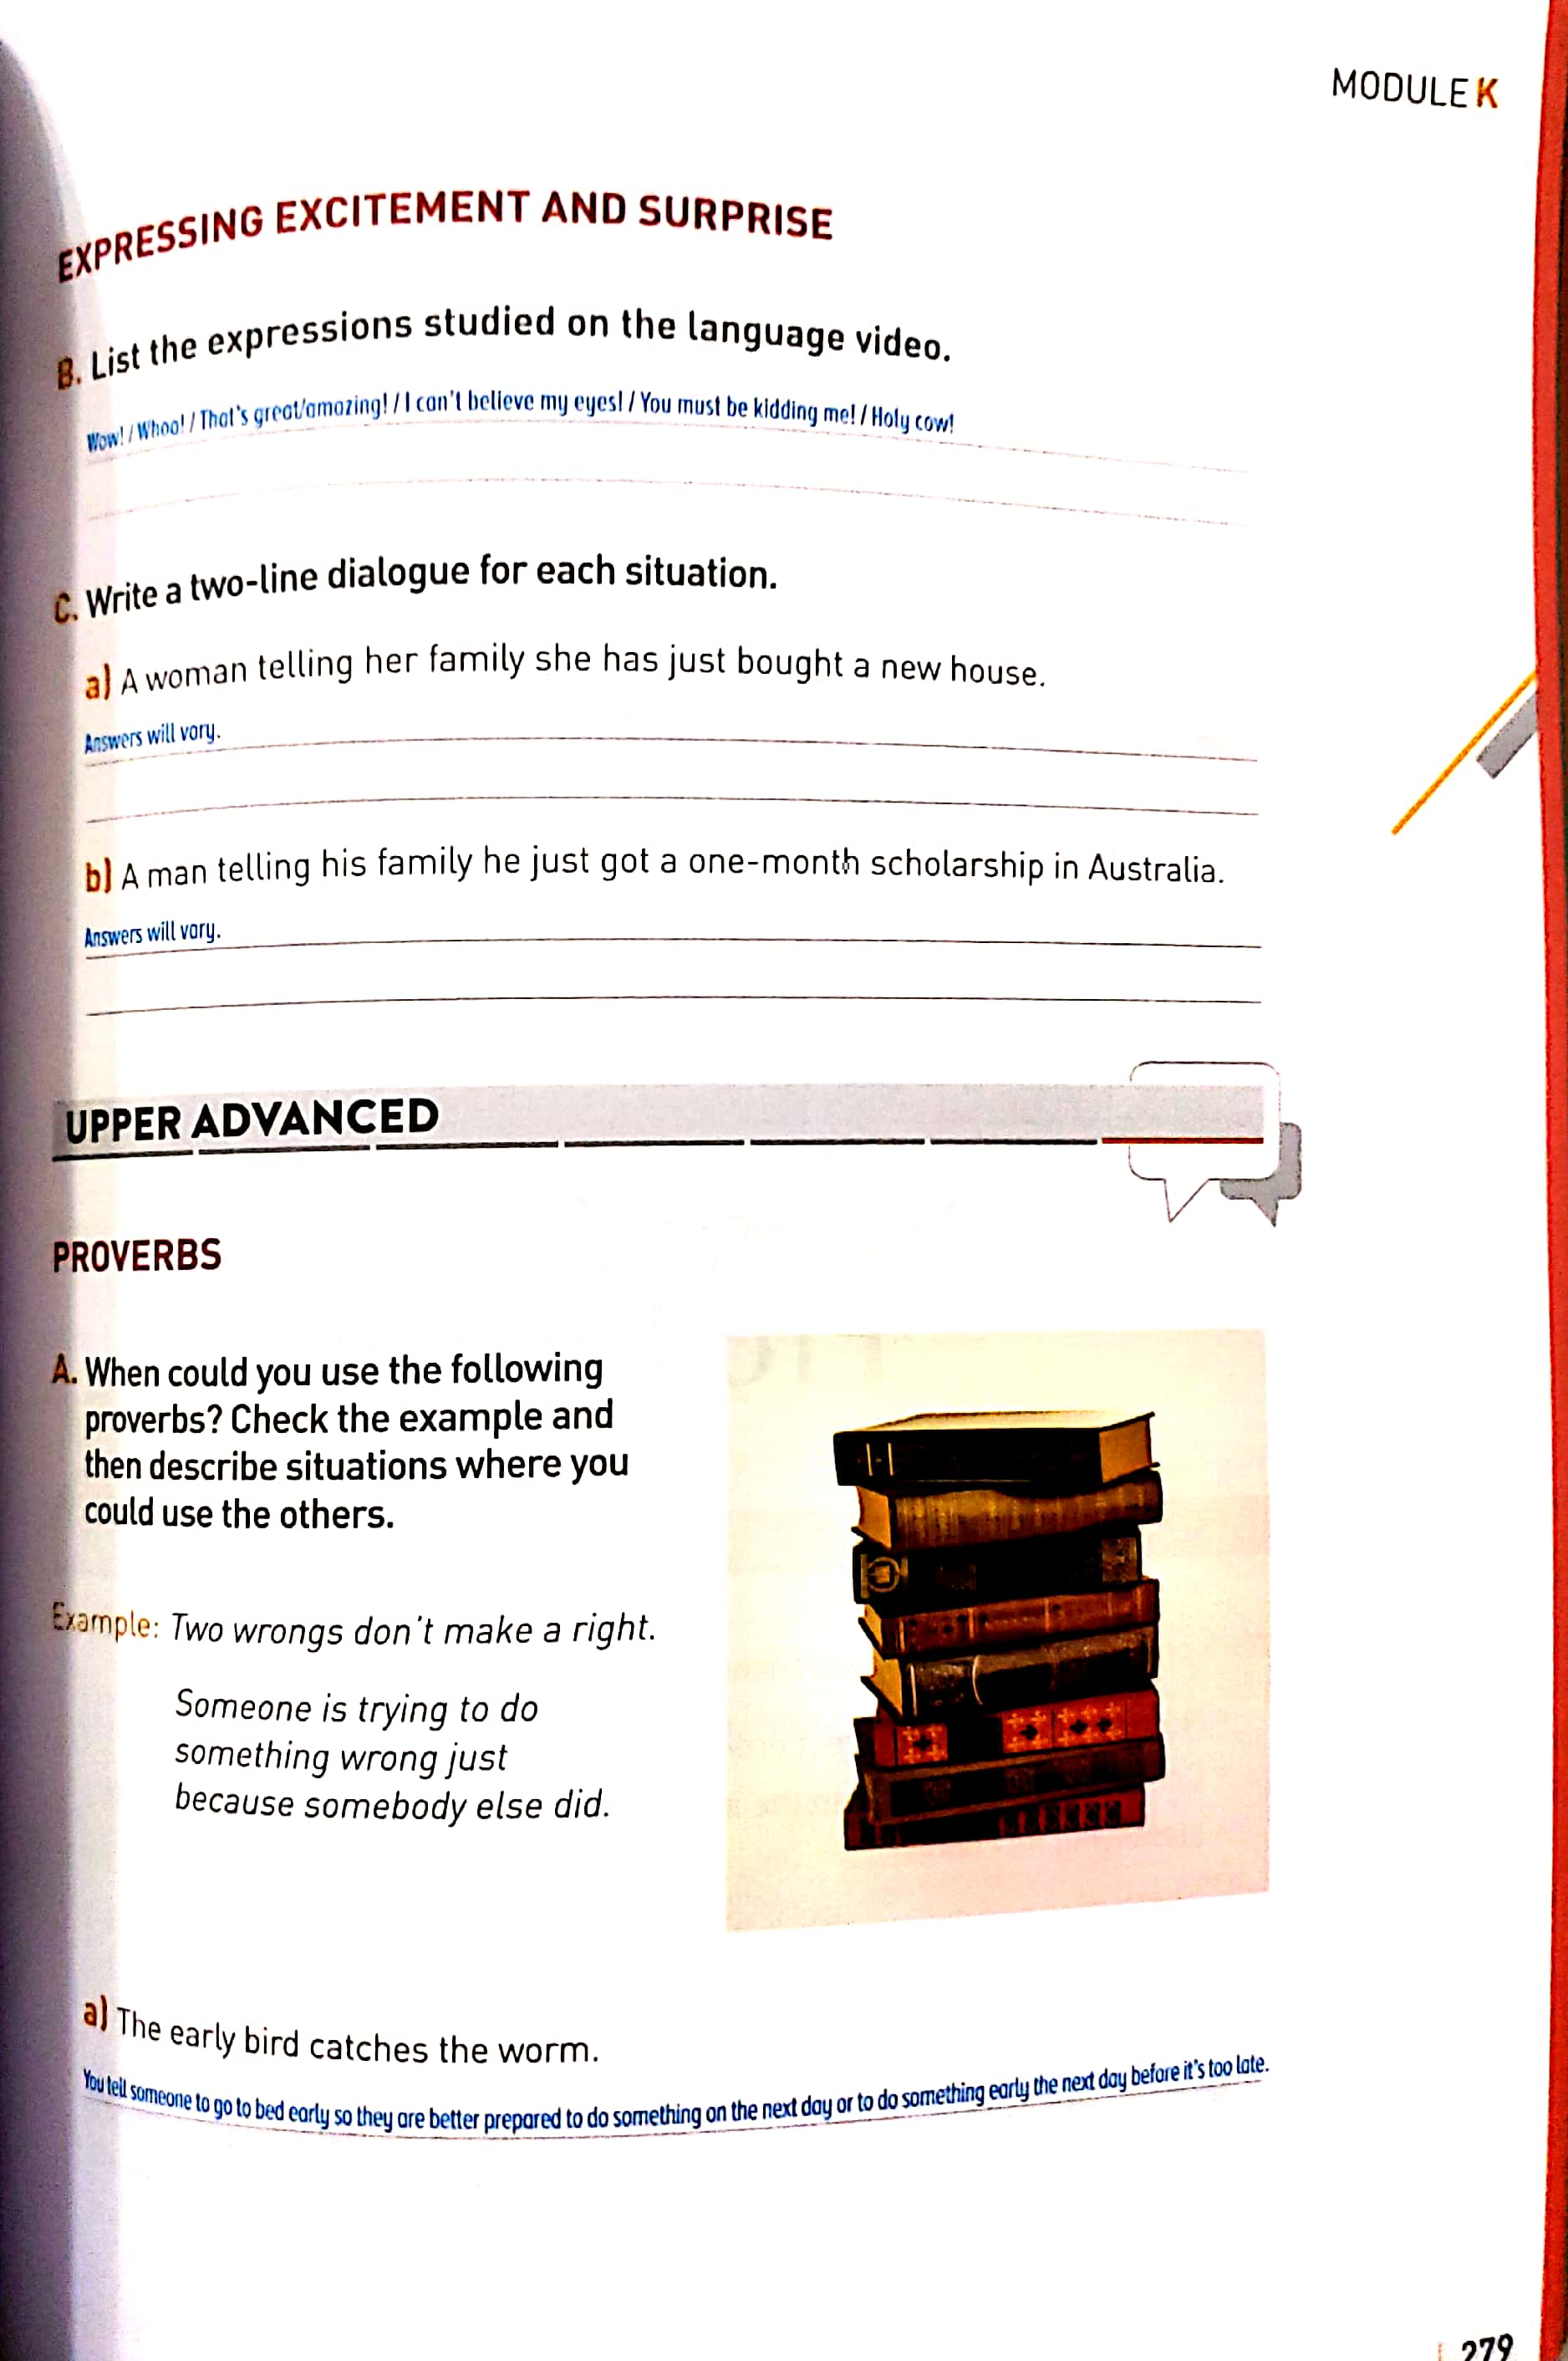 MODULE K
EXPRESSING EXCITEMENT AND SURPRISE
B. List the expressions studied on the language video.
Wow! / Whoa! / That's great/amazing! / I can't believe my eyes! / You must be kidding me! / Holy cow!
C. Write a two-line dialogue for each situation.
a) A woman telling her family she has just bought a new house.
Answers will vary.
b) A man telling his family he just got a one-month scholarship in Australia.
Answers will vary.
UPPER ADVANCED
PROVERBS
A. When could you use the following
proverbs? Check the example and
then describe situations where you
could use the others.
Example: Two wrongs don't make a right.
Someone is trying to do
something wrong just
because somebody else did.
a) The early bird catches the worm.
You tell someone to go to bed early so they are better prepared to do something on the next day or to do something early the next day before it's too late.
279